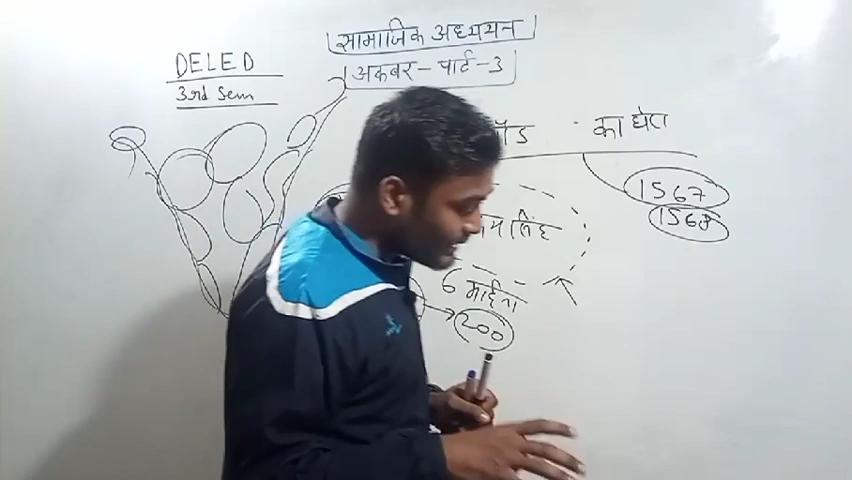 सामाजिक अध्ययन
DELED
अकबर - पार्ट - 3
3rd Sem
का घेरा
1567
1568
6 महिना
200